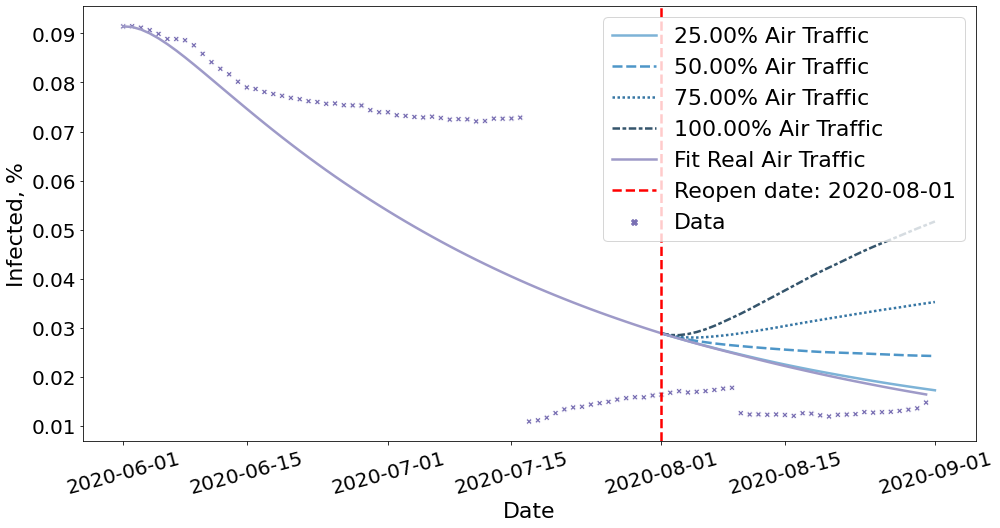 0.09
0.08
0.07
0.06
0.05
0.04
0.03
0.02
0.01
Infected, %
25.00% Air Traffic
50.00% Air Traffic
75.00% Air Traffic
100.00% Air Traffic
Fit Real Air Traffic
Reopen date: 2020-08-01
Data
2020-06-01
2020-06-15
2020-07-01
2020-07-15
2020-08-01
2020-08-15
2020-09-01
Date